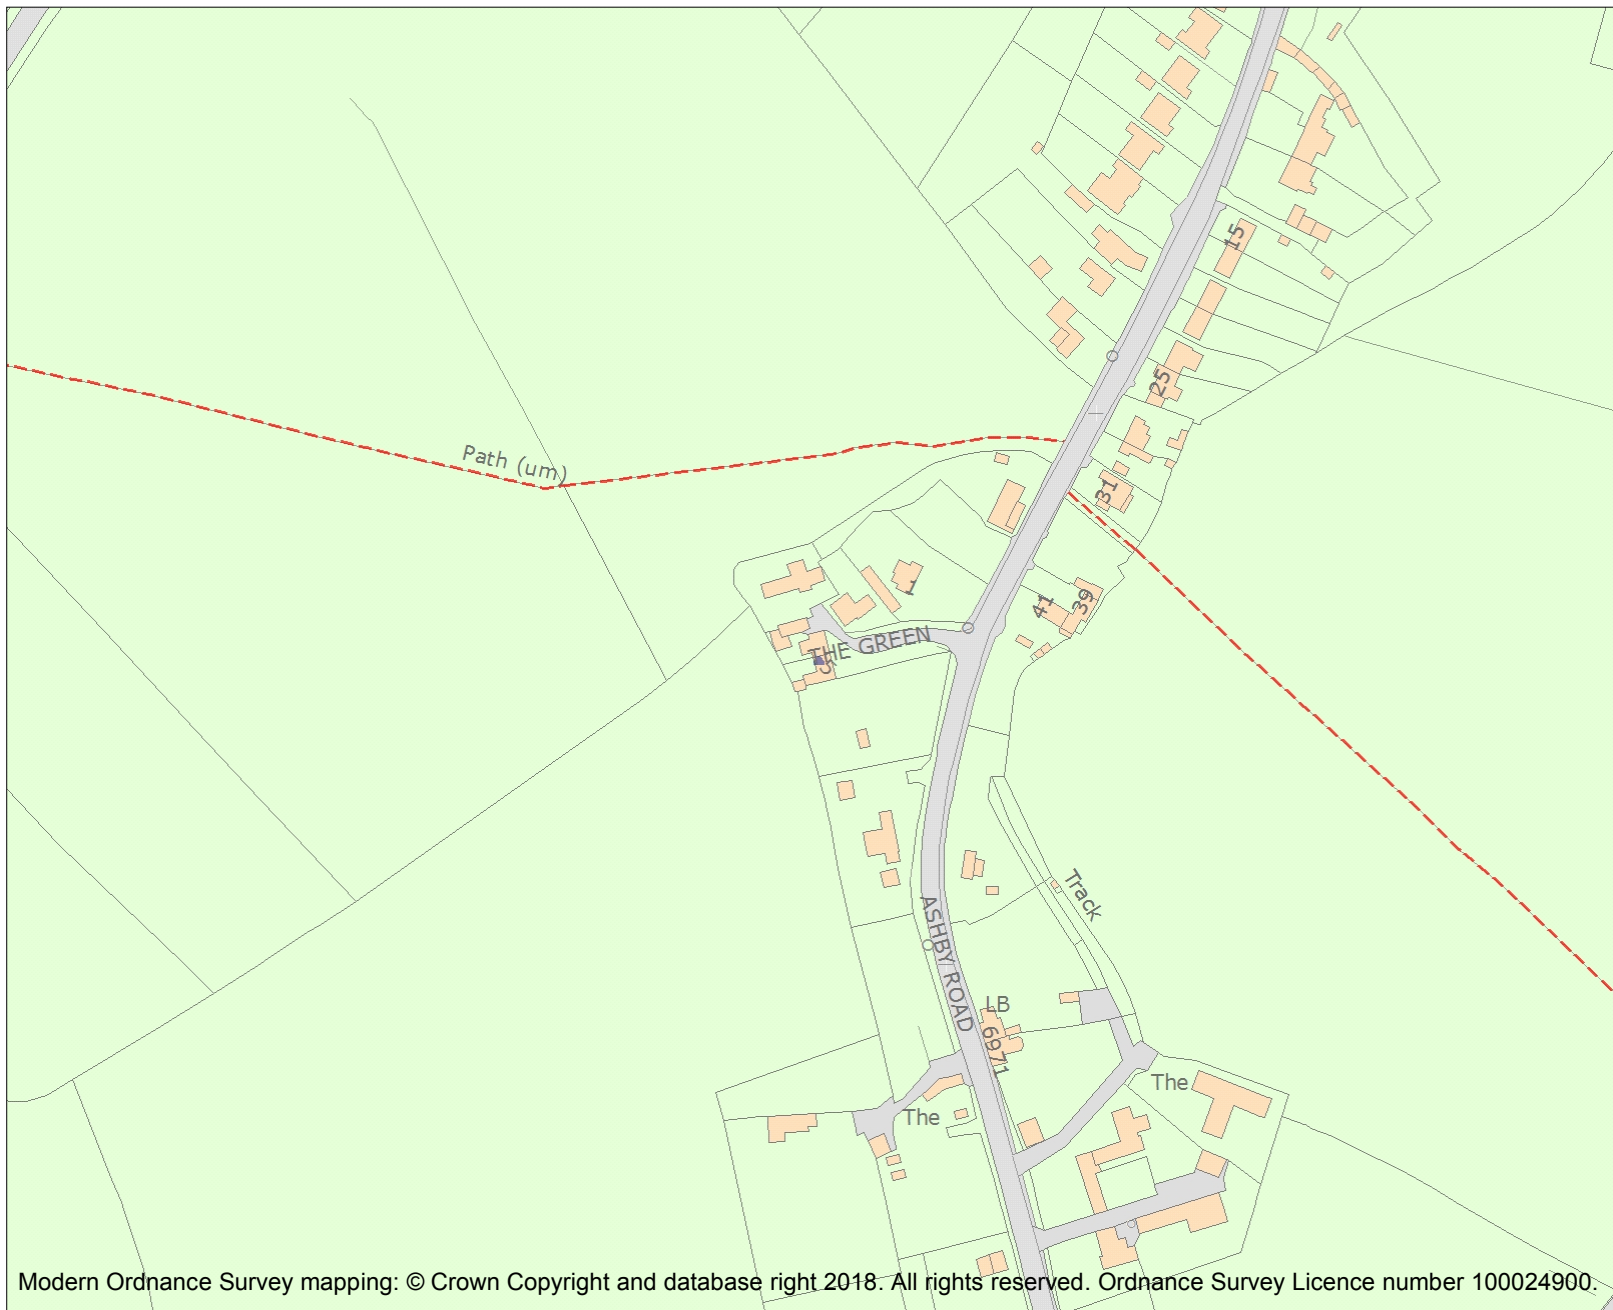 15
25
Path (um)
31
1
41
39
THE GREEN
5
Track
ASHBY ROAD
LB
6971
The
The
Modern Ordnance Survey mapping: © Crown Copyright and database right 2018. All rights reserved. Ordnance Survey Licence number 100024900.